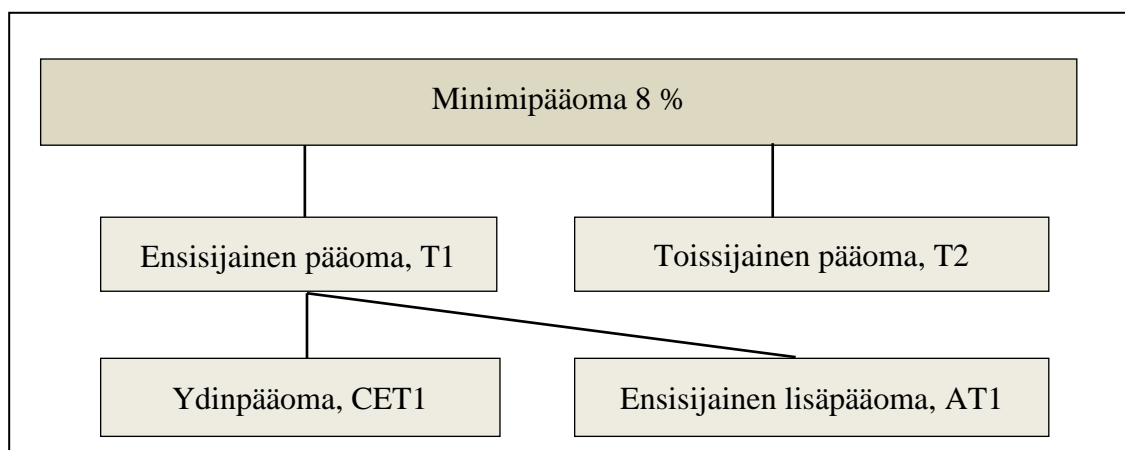 Minimipääoma 8 %
Ensisijainen pääoma, T1
Toissijainen pääoma, T2
Ydinpääoma, CET1
Ensisijainen lisäpääoma, AT1